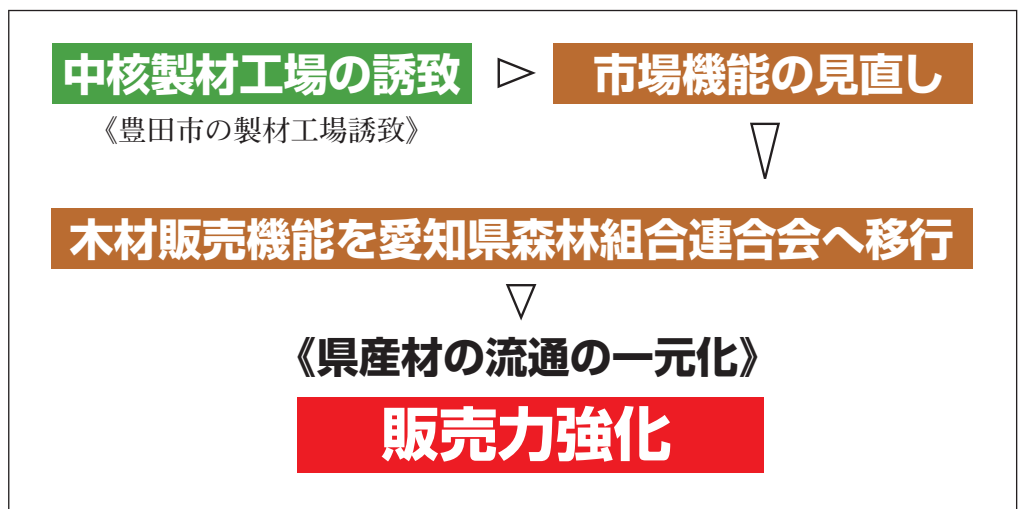 中核製材工場の誘致
市場機能の見直し
《豊田市の製材工場誘致》
木材販売機能を愛知県森林組合連合会へ移行
《県産材の流通の一元化》
販売力強化